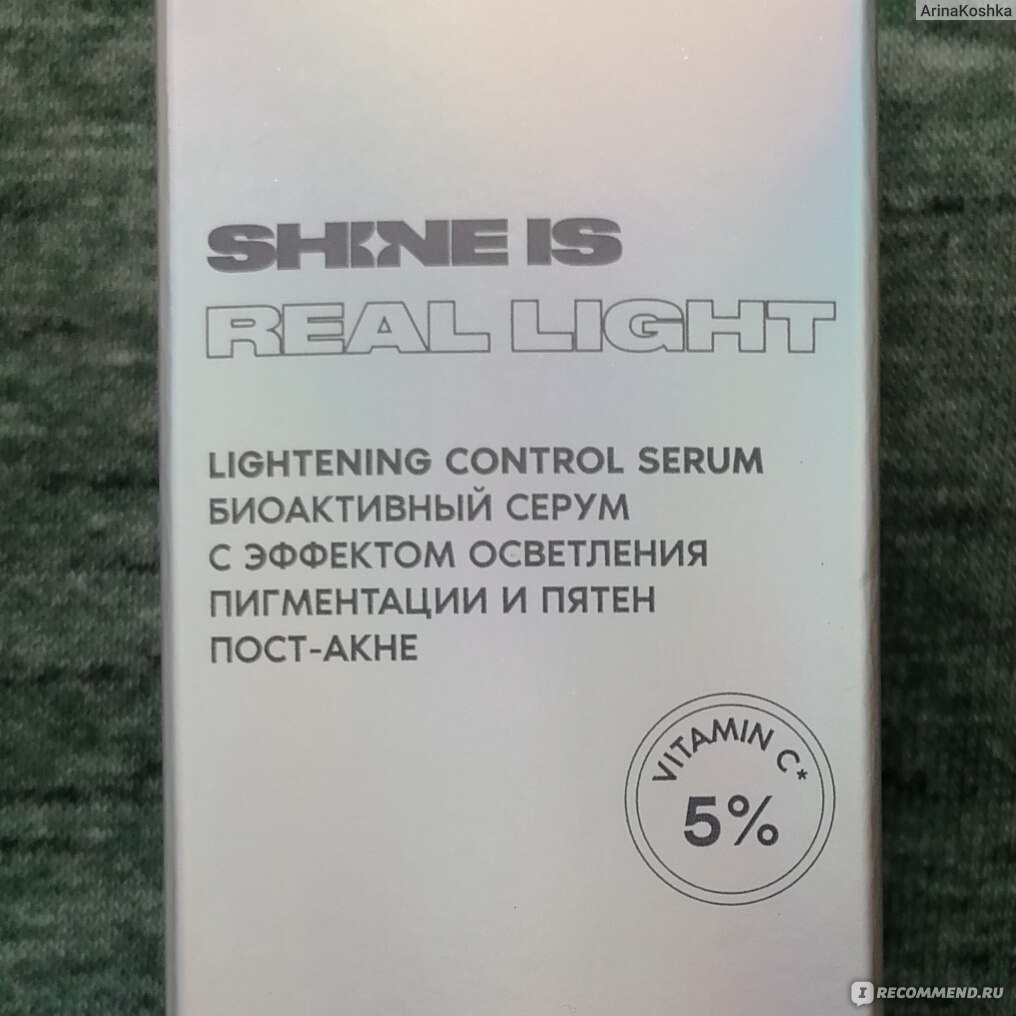 ArinaKoshka
SHINE IS
REAL LIGHT
LIGHTENING CONTROL SERUM
БИОАКТИВНЫЙ СЕРУМ
С ЭФФЕКТОМ ОСВЕТЛЕНИЯ
ПИГМЕНТАЦИИ И ПЯТЕН
ПОСТ-АКНЕ
VITAMIN C*
5%
IRECOMMEND.RU